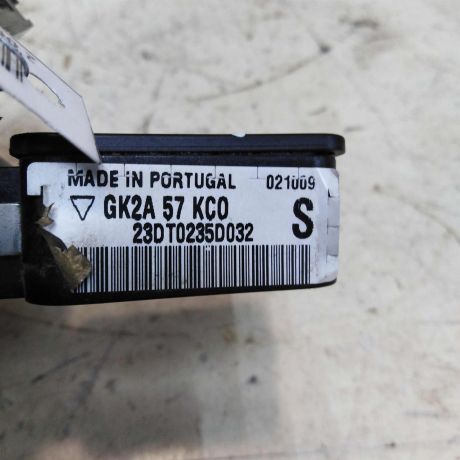 MADE IN PORTUGAL 021009
GK2A 57 KC0 S
23DT0235D032